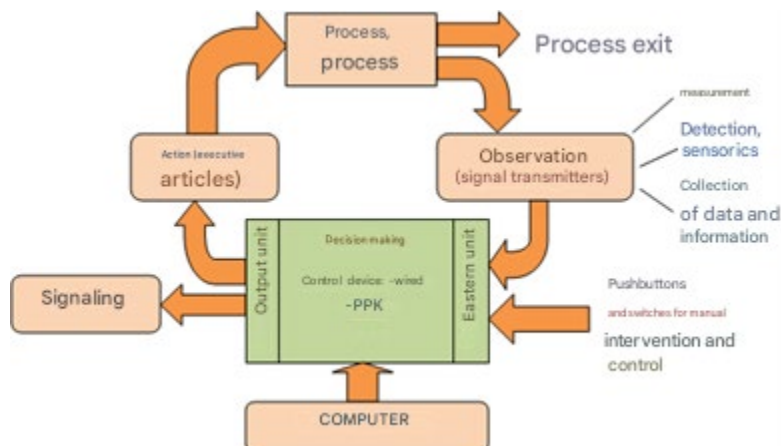 Process,
process
Process exit
measurement
Detection,
sensorics
Collection
of data and
information
Action (executive
articles)
Observation
(signal transmitters)
Output unit
Decision making
Control device: -wired
-PPK
Eastern unit
Signaling
Pushbuttons
and switches for manual
intervention and
control
COMPUTER